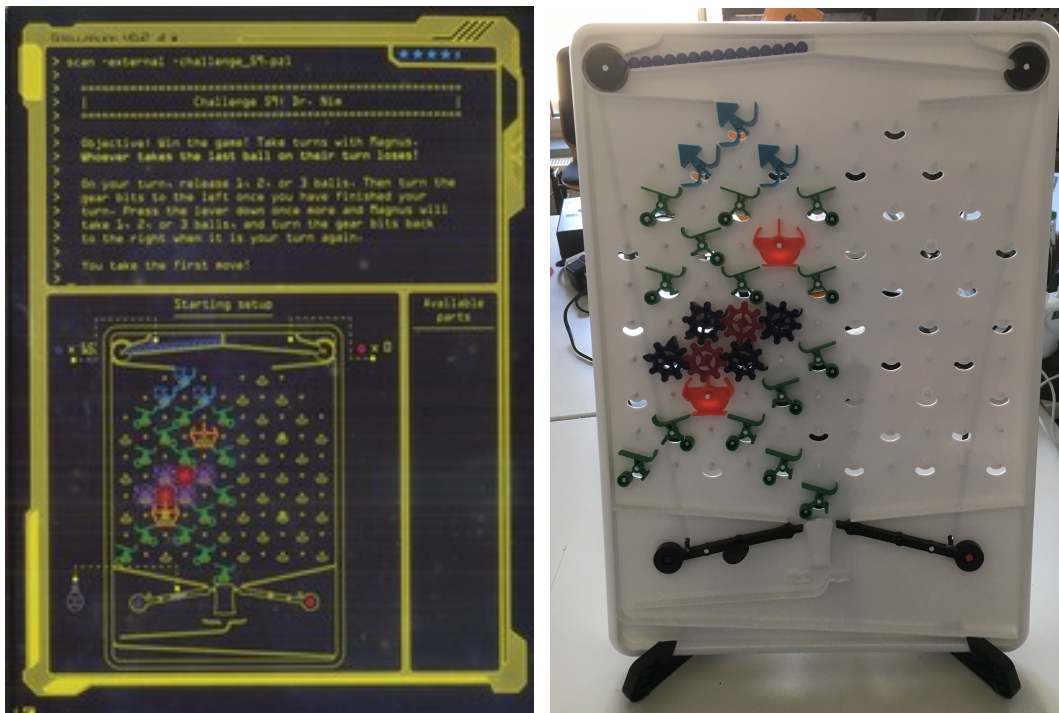 > scan -external -challenge_59.pzl
>
> ==================================================
> | Challenge 59: Dr. Nim |
> ==================================================
>
> Objective: Win the game! Take turns with Magnus.
> Whoever takes the last ball on their turn loses!
>
> On your turn, release 1, 2, or 3 balls. Then turn the
> gear bits to the left once you have finished your
> turn. Press the lever down once more and Magnus will
> take 1, 2, or 3 balls, and turn the gear bits back
> to the right when it is your turn again.
>
> You take the first move!
> _
Starting setup
Available
parts
x 15
x 0